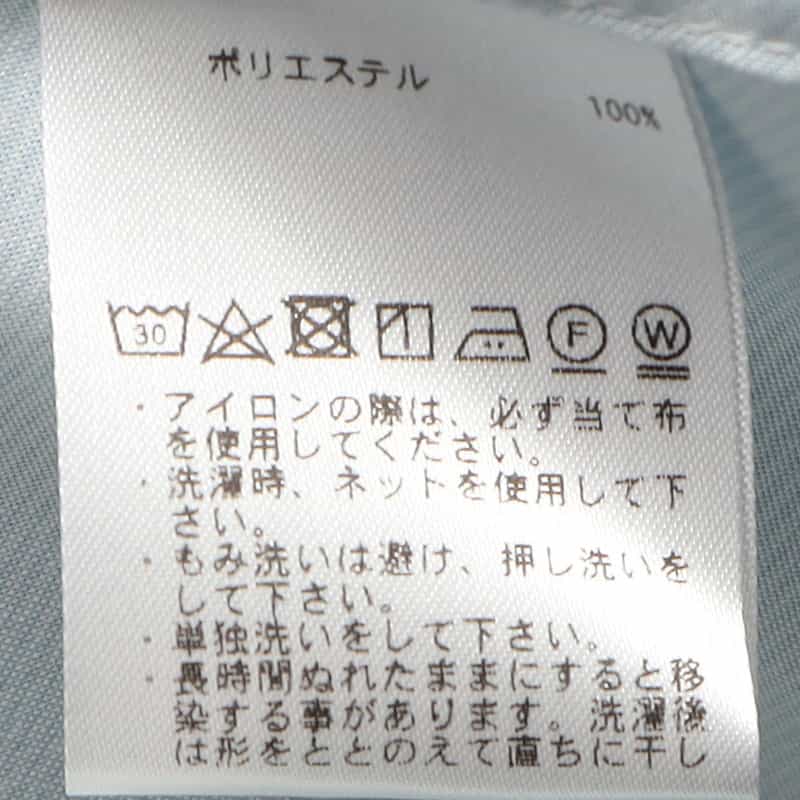 ポリエステル
100%
30 F W
・アイロンの際は、必ず当て布
を使用してください。
・洗濯時、ネットを使用して下
さい。
・もみ洗いは避け、押し洗いを
して下さい。
・単独洗いをして下さい。
・長時間ぬれたままにすると移
染する事があります。洗濯後
は形をととのえて直ちに干し